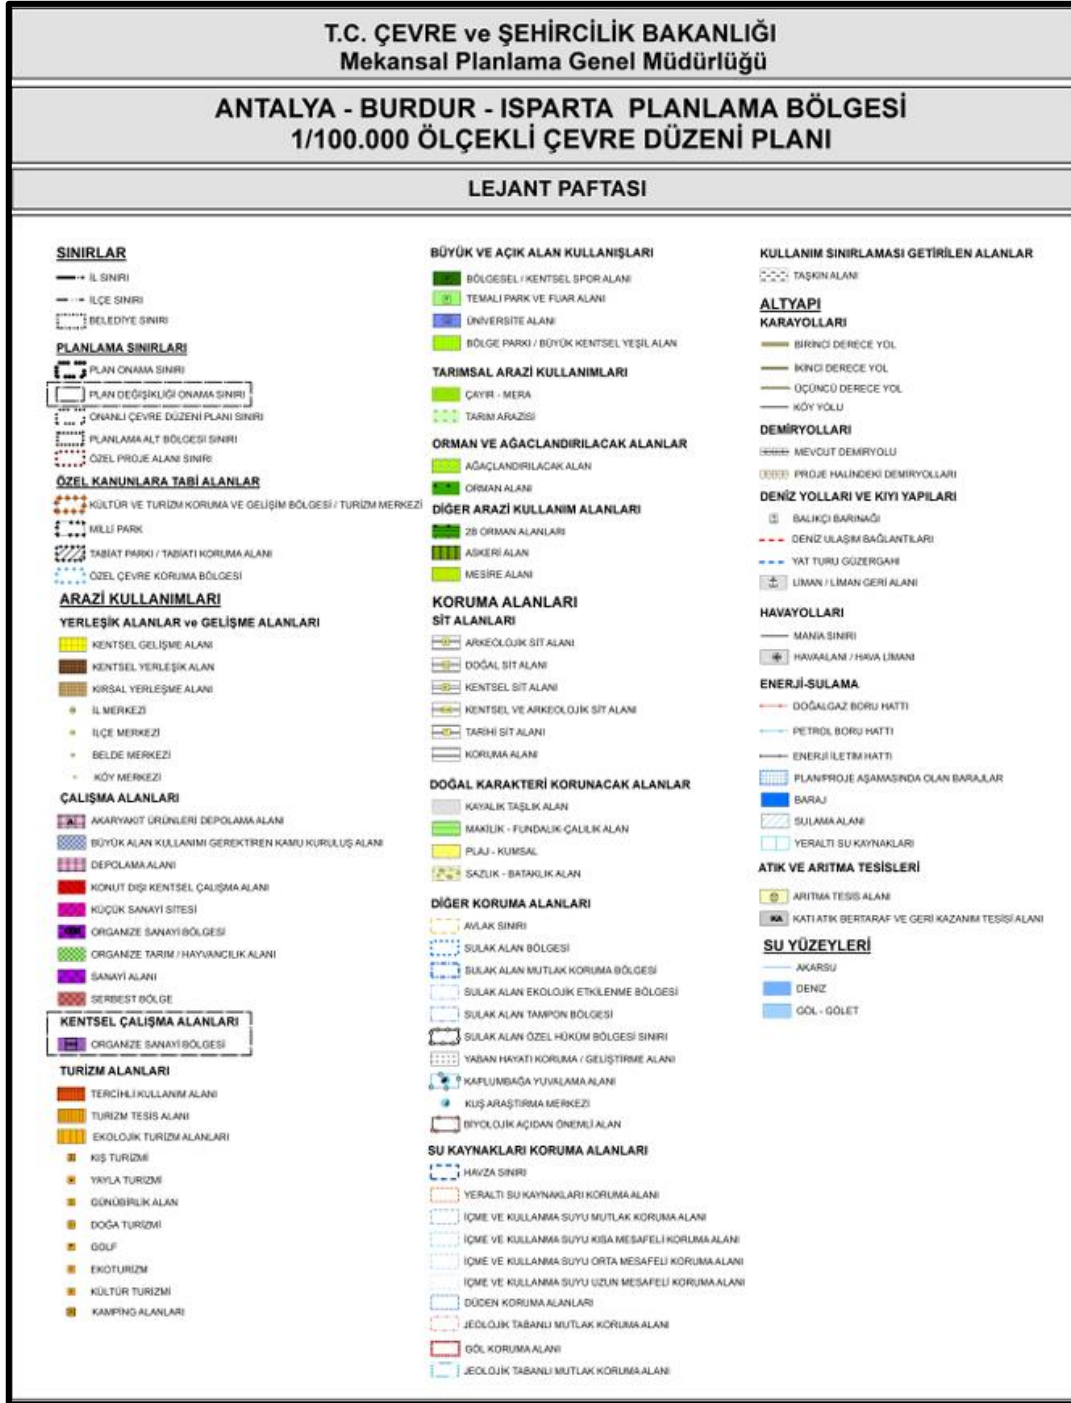 T.C. ÇEVRE ve ŞEHİRCİLİK BAKANLIĞI
Mekansal Planlama Genel Müdürlüğü
ANTALYA - BURDUR - ISPARTA PLANLAMA BÖLGESİ
1/100.000 ÖLÇEKLİ ÇEVRE DÜZENİ PLANI
LEJANT PAFTASI
SINIRLAR
İL SINIRI
İLÇE SINIRI
BELEDİYE SINIRI
PLANLAMA SINIRLARI
PLAN ONAMA SINIRI
PLAN DEĞİŞİKLİĞİ ONAMA SINIRI
ONANLI ÇEVRE DÜZENİ PLANI SINIRI
PLANLAMA ALT BÖLGESİ SINIRI
ÖZEL PROJE ALANI SINIRI
ÖZEL KANUNLARA TABİ ALANLAR
KÜLTÜR VE TURİZM KORUMA VE GELİŞİM BÖLGESİ / TURİZM MERKEZİ
MİLLİ PARK
TABİAT PARKI / TABİATI KORUMA ALANI
ÖZEL ÇEVRE KORUMA BÖLGESİ
ARAZİ KULLANIMLARI
YERLEŞİK ALANLAR ve GELİŞME ALANLARI
KENTSEL GELİŞME ALANI
KENTSEL YERLEŞİK ALAN
KIRSAL YERLEŞME ALANI
İL MERKEZİ
İLÇE MERKEZİ
BELDE MERKEZİ
KÖY MERKEZİ
ÇALIŞMA ALANLARI
A AKARYAKIT ÜRÜNLERİ DEPOLAMA ALANI
BÜYÜK ALAN KULLANIMI GEREKTİREN KAMU KURULUŞ ALANI
DEPOLAMA ALANI
KONUT DIŞI KENTSEL ÇALIŞMA ALANI
KÜÇÜK SANAYİ SİTESİ
ORGANİZE SANAYİ BÖLGESİ
ORGANİZE TARIM / HAYVANCILIK ALANI
SANAYİ ALANI
SERBEST BÖLGE
KENTSEL ÇALIŞMA ALANLARI
ORGANİZE SANAYİ BÖLGESİ
TURİZM ALANLARI
TERCİHLİ KULLANIM ALANI
TURİZM TESİS ALANI
EKOLOJİK TURİZM ALANLARI
KIŞ TURİZMİ
YAYLA TURİZMİ
GÜNÜBİRLİK ALAN
DOĞA TURİZMİ
GOLF
EKOTURİZM
KÜLTÜR TURİZMİ
KAMPİNG ALANLARI
BÜYÜK VE AÇIK ALAN KULLANIŞLARI
BÖLGESEL / KENTSEL SPOR ALANI
TEMALI PARK VE FUAR ALANI
ÜNİVERSİTE ALANI
BÖLGE PARKI / BÜYÜK KENTSEL YEŞİL ALAN
TARIMSAL ARAZİ KULLANIMLARI
ÇAYIR - MERA
TARIM ARAZİSİ
ORMAN VE AĞACLANDIRILACAK ALANLAR
AĞAÇLANDIRILACAK ALAN
ORMAN ALANI
DİĞER ARAZİ KULLANIM ALANLARI
2B ORMAN ALANLARI
ASKERİ ALAN
MESİRE ALANI
KORUMA ALANLARI
SİT ALANLARI
ARKEOLOJİK SİT ALANI
DOĞAL SİT ALANI
KENTSEL SİT ALANI
KENTSEL VE ARKEOLOJİK SİT ALANI
TARİHİ SİT ALANI
KORUMA ALANI
DOĞAL KARAKTERİ KORUNACAK ALANLAR
KAYALIK TAŞLIK ALAN
MAKİLİK - FUNDALIK-ÇALILIK ALAN
PLAJ - KUMSAL
SAZLIK - BATAKLIK ALAN
DİĞER KORUMA ALANLARI
AVLAK SINIRI
SULAK ALAN BÖLGESİ
SULAK ALAN MUTLAK KORUMA BÖLGESİ
SULAK ALAN EKOLOJİK ETKİLENME BÖLGESİ
SULAK ALAN TAMPON BÖLGESİ
SULAK ALAN ÖZEL HÜKÜM BÖLGESİ SINIRI
YABAN HAYATI KORUMA / GELİŞTİRME ALANI
KAPLUMBAĞA YUVALAMA ALANI
KUŞ ARAŞTIRMA MERKEZİ
BİYOLOJİK AÇIDAN ÖNEMLİ ALAN
SU KAYNAKLARI KORUMA ALANLARI
HAVZA SINIRI
YERALTI SU KAYNAKLARI KORUMA ALANI
İÇME VE KULLANMA SUYU MUTLAK KORUMA ALANI
İÇME VE KULLANMA SUYU KISA MESAFELİ KORUMA ALANI
İÇME VE KULLANMA SUYU ORTA MESAFELİ KORUMA ALANI
İÇME VE KULLANMA SUYU UZUN MESAFELİ KORUMA ALANI
DÜDEN KORUMA ALANLARI
JEOLOJİK TABANLI MUTLAK KORUMA ALANI
GÖL KORUMA ALANI
JEOLOJİK TABANLI MUTLAK KORUMA ALANI
KULLANIM SINIRLAMASI GETİRİLEN ALANLAR
TAŞKIN ALANI
ALTYAPI
KARAYOLLARI
BİRİNCİ DERECE YOL
İKİNCİ DERECE YOL
ÜÇÜNCÜ DERECE YOL
KÖY YOLU
DEMİRYOLLARI
MEVCUT DEMİRYOLU
PROJE HALİNDEKİ DEMİRYOLLARI
DENİZ YOLLARI VE KIYI YAPILARI
BALIKÇI BARINAĞI
DENİZ ULAŞIM BAĞLANTILARI
YAT TURU GÜZERGAHI
LİMAN / LİMAN GERİ ALANI
HAVAYOLLARI
MANİA SINIRI
HAVAALANI / HAVA LİMANI
ENERJİ-SULAMA
DOĞALGAZ BORU HATTI
PETROL BORU HATTI
ENERJİ İLETİM HATTI
PLAN/PROJE AŞAMASINDA OLAN BARAJLAR
BARAJ
SULAMA ALANI
YERALTI SU KAYNAKLARI
ATIK VE ARITMA TESİSLERİ
ARITMA TESİS ALANI
KA KATI ATIK BERTARAF VE GERİ KAZANIM TESİSİ ALANI
SU YÜZEYLERİ
AKARSU
DENİZ
GÖL - GÖLET